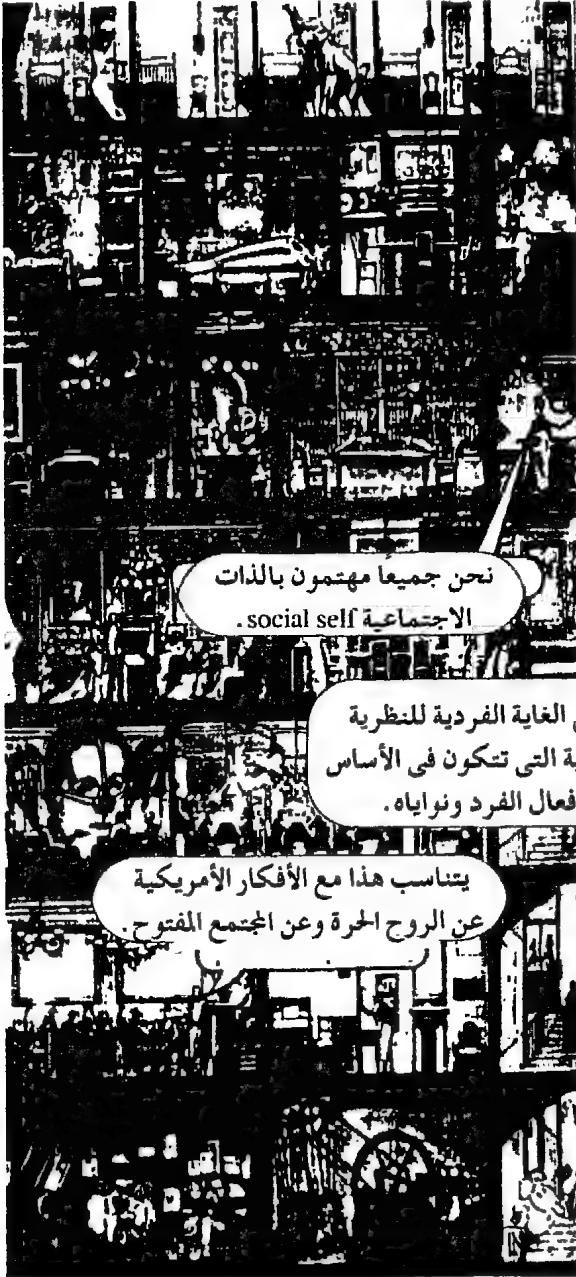 نحن جميعاً مهتمون بالذات
الاجتماعية social self.
الغاية الفردية للنظرية
التى تتكون فى الأساس
الفرد ونواياه.
يتناسب هذا مع الأفكار الأمريكية
عن الروح الحرة وعن المجتمع المفتوح.